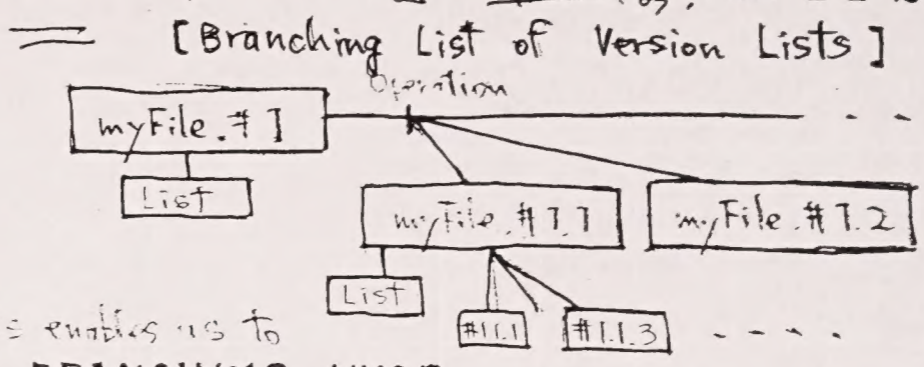 [Branching List of Version Lists]
Operation
myFile.#1
List
myFile.#1.1
myFile.#1.2
List
#1.1.1
#1.1.3
= enables us to